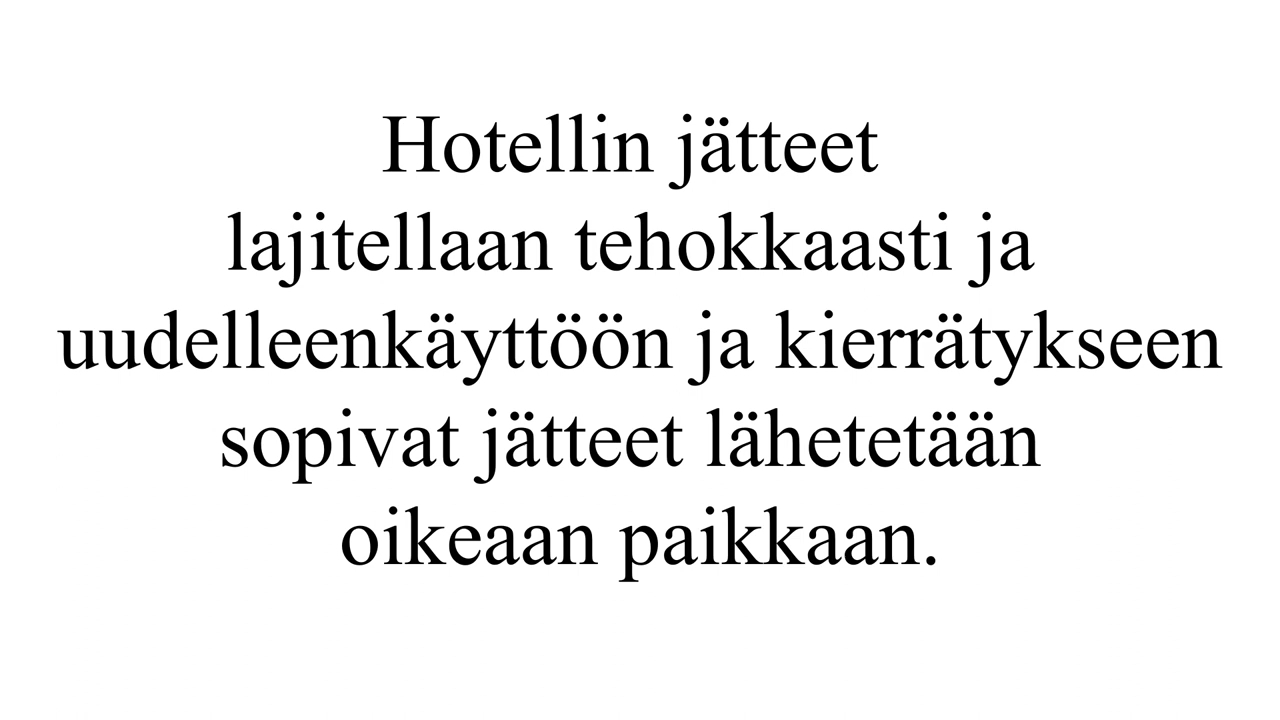 Hotellin jätteet
lajitellaan tehokkaasti ja
uudelleenkäyttöön ja kierrätykseen
sopivat jätteet lähetetään
oikeaan paikkaan.